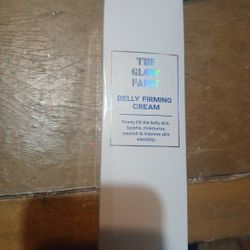 THE
GLOW
FAIRY
BELLY FIRMING
CREAM
Firmly lift the belly skin.
Soothe, moisturize,
nourish & improve skin
elasticity.